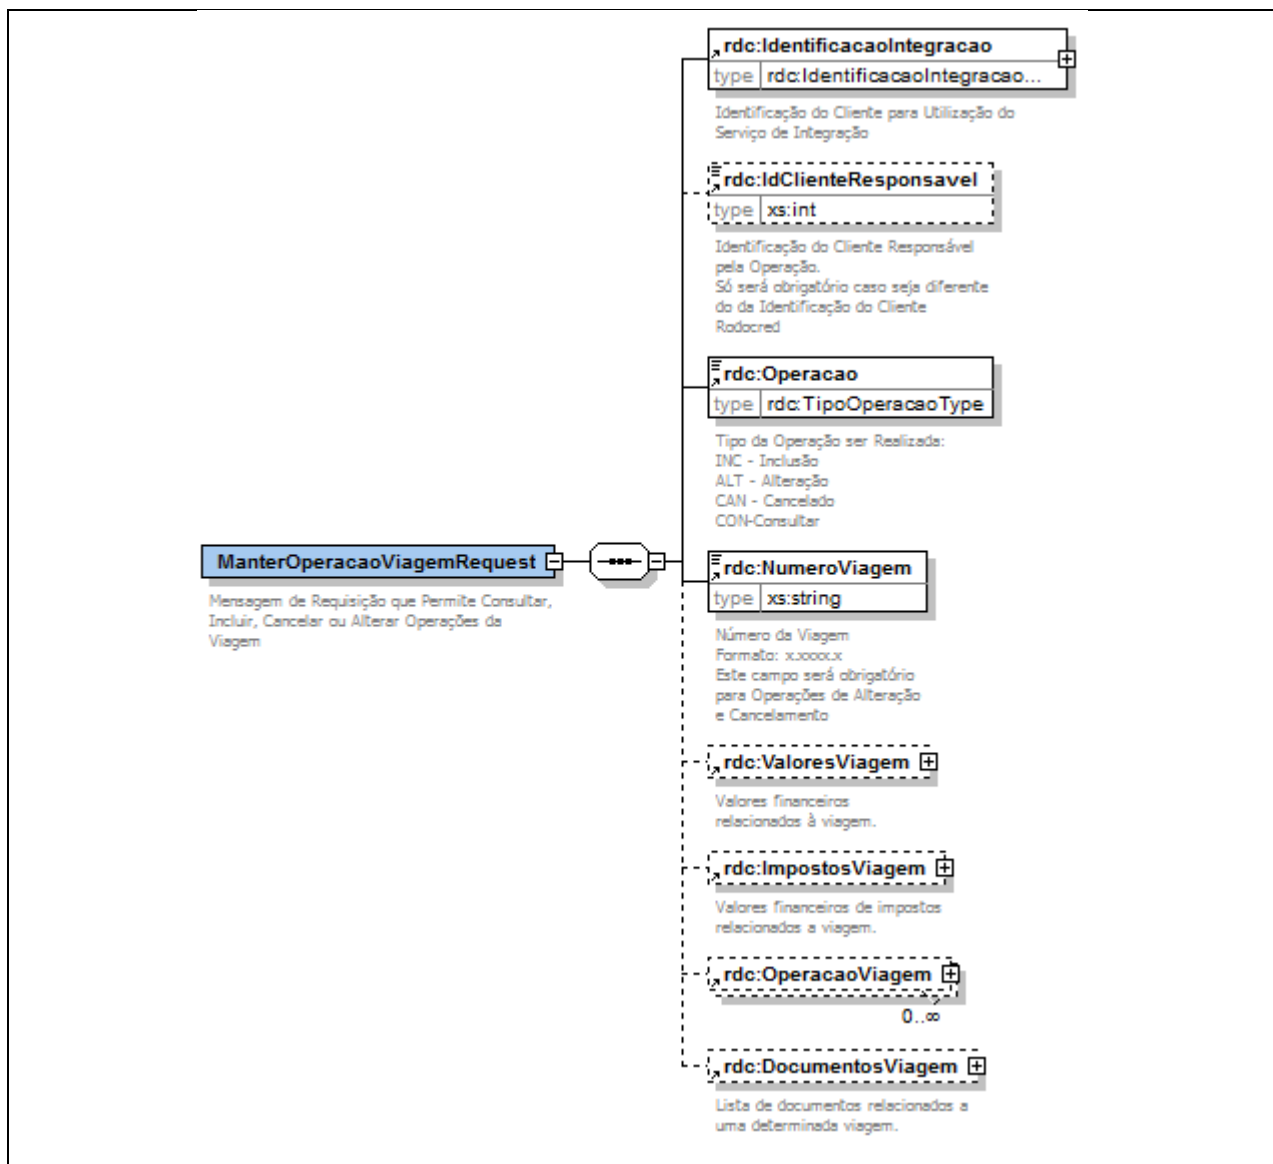 rdc:IdentificacaoIntegracao
type rdc:IdentificacaoIntegracao...
Identificação do Cliente para Utilização do
Serviço de Integração
rdc:IdClienteResponsavel
type xs:int
Identificação do Cliente Responsável
pela Operação.
Só será obrigatório caso seja diferente
do da Identificação do Cliente
Rodocred
rdc:Operacao
type rdc:TipoOperacaoType
Tipo da Operação ser Realizada:
INC - Inclusão
ALT - Alteração
CAN - Cancelado
CON-Consultar
MANTEROperacaoViagemRequest
Mensagem de Requisição que Permite Consultar,
Incluir, Cancelar ou Alterar Operações da
Viagem
rdc:NumeroViagem
type xs:string
Número da Viagem
Formato: x.xxxx.x
Este campo será obrigatório
para Operações de Alteração
e Cancelamento
rdc:ValoresViagem
Valores financeiros
relacionados à viagem.
rdc:ImpostosViagem
Valores financeiros de impostos
relacionados a viagem.
rdc:OperacaoViagem
0..∞
rdc:DocumentosViagem
Lista de documentos relacionados a
uma determinada viagem.